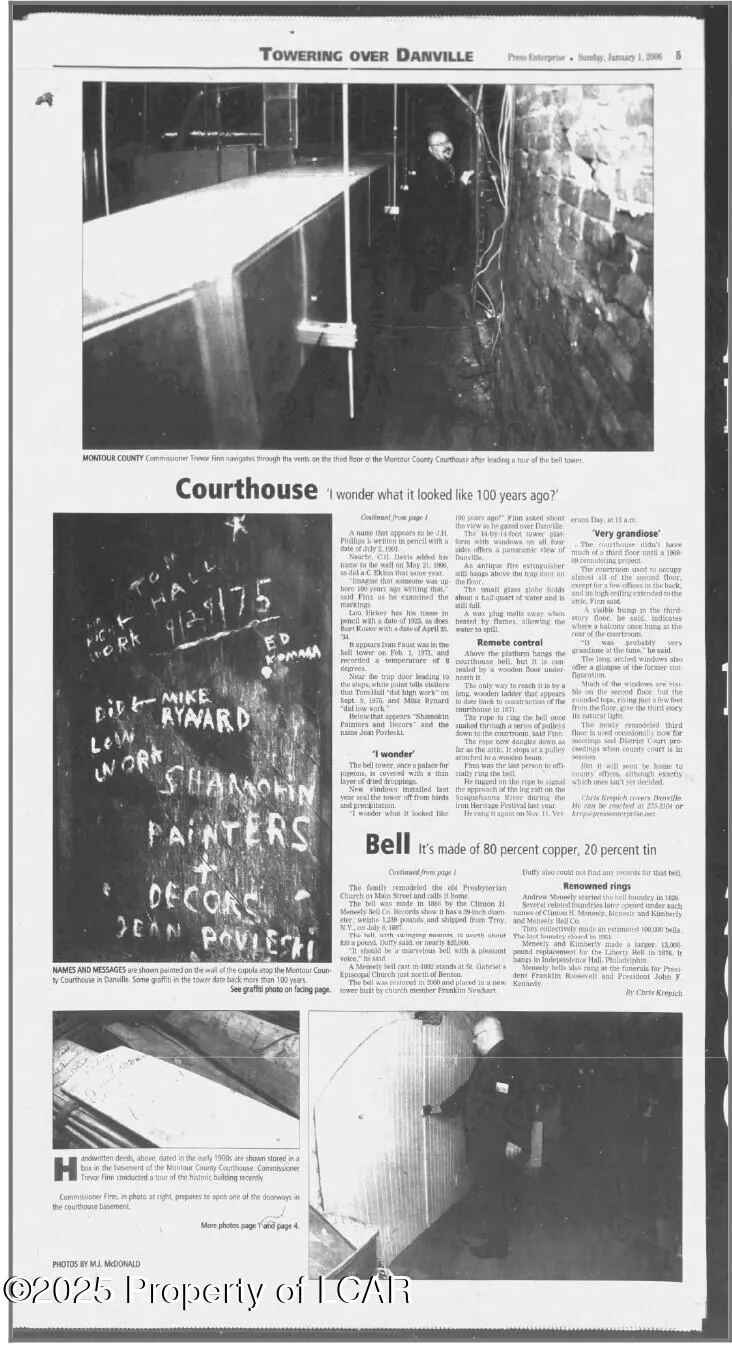 TOWERING OVER DANVILLE
Press Enterprise • Sunday, January 1, 2006 5
MONTOUR COUNTY Commissioner Trevor Finn navigates through the vents on the third floor of the Montour County Courthouse after leading a tour of the bell tower.
Courthouse 'I wonder what it looked like 100 years ago?'
TOM
HALL
HIGH
WORK
9/29/75
ED
KOMARA
DID
LOW
WORK
MIKE
RYNARD
SHAMOKIN
PAINTERS
+
DECORS
JEAN POVLESKI
NAMES AND MESSAGES are shown painted on the wall of the cupola atop the Montour Coun-
ty Courthouse in Danville. Some graffiti in the tower date back more than 100 years.
See graffiti photo on facing page.
Continued from page 1
A name that appears to be J.H.
Phillips is written in pencil with a
date of July 2, 1901.
Nearby, C.H. Davis added his
name to the wall on May 21, 1906,
as did a C. Ekins that same year.
"Imagine that someone was up
here 100 years ago writing that,"
said Finn as he examined the
markings.
Lou Ricker has his name in
pencil with a date of 1923, as does
Burt Kostor with a date of April 25,
'34.
It appears Ivan Faust was in the
bell tower on Feb. 1, 1971, and
recorded a temperature of 8
degrees.
Near the trap door leading to
the steps, white paint tells visitors
that Tom Hall "did high work" on
Sept. 9, 1975, and Mike Rynard
"did low work."
Below that appears "Shamokin
Painters and Decors" and the
name Jean Povleski.
'I wonder'
The bell tower, once a palace for
pigeons, is covered with a thin
layer of dried droppings.
New windows installed last
year seal the tower off from birds
and precipitation.
"I wonder what it looked like
100 years ago?" Finn asked about
the view as he gazed over Danville.
The 14-by-14-foot tower plat-
form with windows on all four
sides offers a panoramic view of
Danville.
An antique fire extinguisher
still hangs above the trap door on
the floor.
The small glass globe holds
about a half-quart of water and is
still full.
A wax plug melts away when
heated by flames, allowing the
water to spill.
Remote control
Above the platform hangs the
courthouse bell, but it is con-
cealed by a wooden floor under-
neath it.
The only way to reach it is by a
long, wooden ladder that appears
to date back to construction of the
courthouse in 1871.
The rope to ring the bell once
snaked through a series of pulleys
down to the courtroom, said Finn.
The rope now dangles down as
far as the attic. It stops at a pulley
attached to a wooden beam.
Finn was the last person to offi-
cially ring the bell.
He tugged on the rope to signal
the approach of the log raft on the
Susquehanna River during the
Iron Heritage Festival last year.
He rang it again on Nov. 11, Vet-
erans Day, at 11 a.m.
'Very grandiose'
The courthouse didn't have
much of a third floor until a 1968-
69 remodeling project.
The courtroom used to occupy
almost all of the second floor,
except for a few offices in the back,
and its high ceiling extended to the
attic, Finn said.
A visible hump in the third-
story floor, he said, indicates
where a balcony once hung at the
rear of the courtroom.
"It was probably very
grandiose at the time," he said.
The long, arched windows also
offer a glimpse of the former con-
figuration.
Much of the windows are visi-
ble on the second floor, but the
rounded tops, rising just a few feet
from the floor, give the third story
its natural light.
The newly remodeled third
floor is used occasionally now for
meetings and District Court pro-
ceedings when county court is in
session.
But it will soon be home to
county offices, although exactly
which ones isn't yet decided.
Chris Krepich covers Danville.
He can be reached at 275-2104 or
krep@pressenterprise.net.
Bell It's made of 80 percent copper, 20 percent tin
Continued from page 1
The family remodeled the old Presbyterian
Church on Main Street and calls it home.
The bell was made in 1886 by the Clinton H.
Meneely Bell Co. Records show it has a 39-inch diam-
eter, weighs 1,239 pounds, and shipped from Troy,
N.Y., on July 8, 1887.
The bell, with swinging mounts, is worth about
$20 a pound, Duffy said, or nearly $25,000.
"It should be a marvelous bell with a pleasant
voice," he said.
A Meneely bell cast in 1882 stands at St. Gabriel's
Episcopal Church just north of Benton.
The bell was restored in 2000 and placed in a new
tower built by church member Franklin Newhart.
Duffy also could not find any records for that bell.
Renowned rings
Andrew Meneely started the bell foundry in 1826.
Several related foundries later opened under such
names of Clinton H. Meneely, Meneely and Kimberly
and Meneely Bell Co.
They collectively made an estimated 100,000 bells.
The last foundry closed in 1951.
Meneely and Kimberly made a larger, 13,000-
pound replacement for the Liberty Bell in 1876. It
hangs in Independence Hall, Philadelphia.
Meneely bells also rang at the funerals for Presi-
dent Franklin Roosevelt and President John F.
Kennedy.
By Chris Krepich
Handwritten deeds, above, dated in the early 1900s are shown stored in a
box in the basement of the Montour County Courthouse. Commissioner
Trevor Finn conducted a tour of the historic building recently.
Commissioner Finn, in photo at right, prepares to open one of the doorways in
the courthouse basement.
More photos page 1 and page 4.
PHOTOS BY M.J. McDONALD
©2025 Property of LCAR